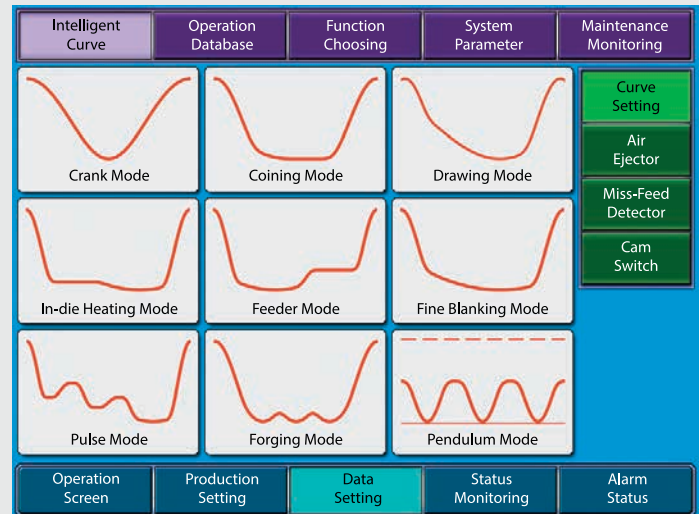 Intelligent
Curve
Operation
Database
Function
Choosing
System
Parameter
Maintenance
Monitoring
Crank Mode
Coining Mode
Drawing Mode
Curve
Setting
Air
Ejector
Miss-Feed
Detector
Cam
Switch
In-die Heating Mode
Feeder Mode
Fine Blanking Mode
Pulse Mode
Forging Mode
Pendulum Mode
Operation
Screen
Production
Setting
Data
Setting
Status
Monitoring
Alarm
Status